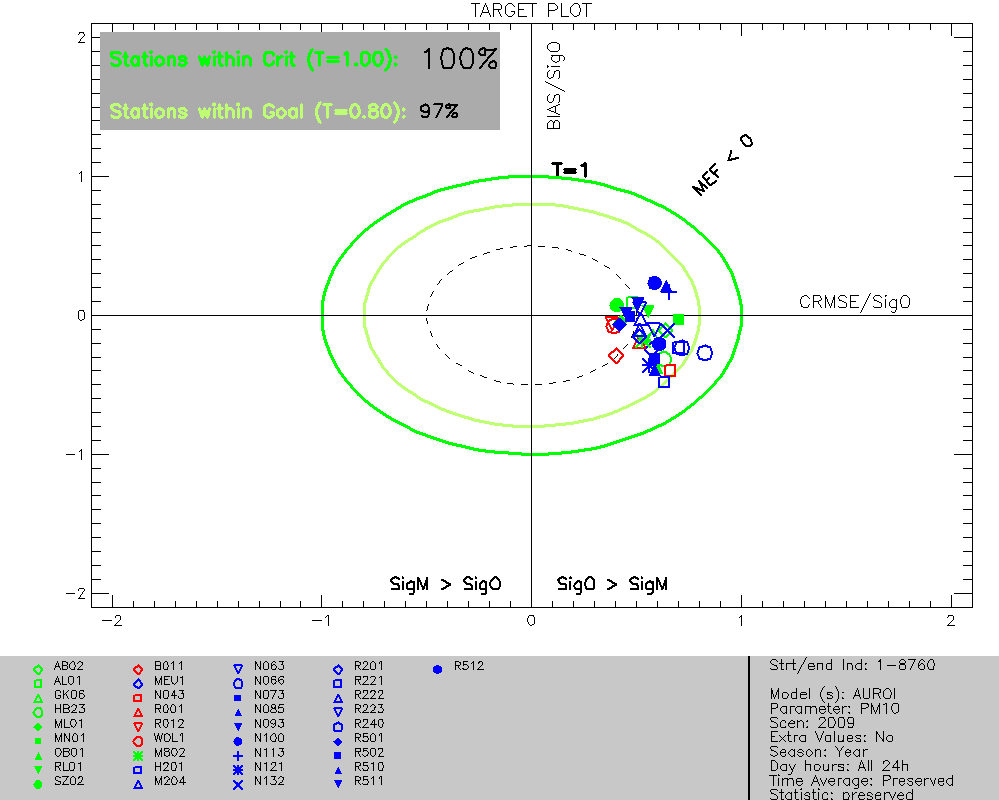 TARGET PLOT
Stations within Crit (T=1.00): 100%
Stations within Goal (T=0.80): 97%
BIAS/SigO
T=1
MEF < 0
CRMSE/SigO
2
1
0
-1
-2
SigM > SigO
SigO > SigM
-2 -1 0 1 2
AB02
AL01
GK06
HB23
ML01
MN01
OB01
RL01
SZ02
B011
MEV1
N043
R001
R012
WOL1
M802
H201
M204
N063
N066
N073
N085
N093
N100
N113
N121
N132
R201
R221
R222
R223
R240
R501
R502
R510
R511
R512
Strt/end Ind: 1-8760
Model (s): AUROI
Parameter: PM10
Scen: 2009
Extra Values: No
Season: Year
Day hours: All 24h
Time Average: Preserved
Statistic: preserved